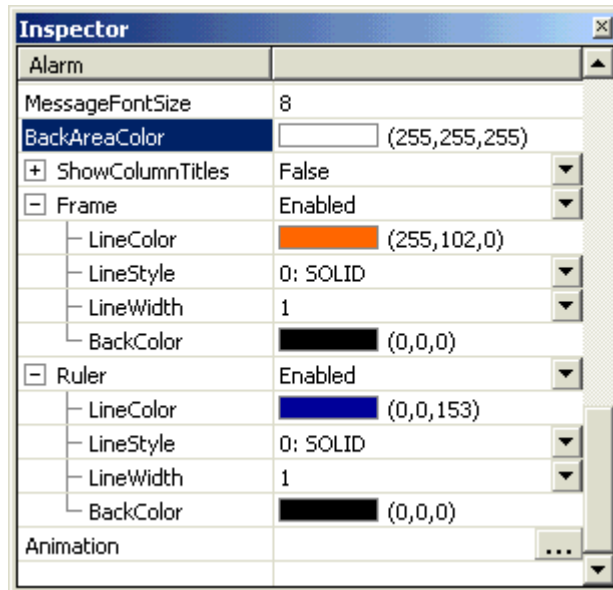 Inspector
Alarm
MessageFontSize 8
BackAreaColor (255,255,255)
ShowColumnTitles False
Frame Enabled
LineColor (255,102,0)
LineStyle 0: SOLID
LineWidth 1
BackColor (0,0,0)
Ruler Enabled
LineColor (0,0,153)
LineStyle 0: SOLID
LineWidth 1
BackColor (0,0,0)
Animation ...